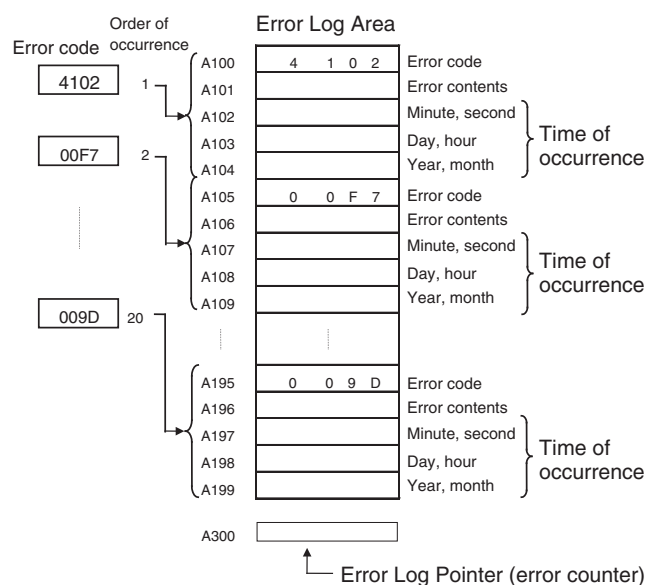 Error Log Area
Order of
occurrence
Error code
4102
1
00F7
2
009D
20
A100 4 1 0 2 Error code
A101 Error contents
A102 Minute, second
A103 Day, hour
A104 Year, month
Time of
occurrence
A105 0 0 F 7 Error code
A106 Error contents
A107 Minute, second
A108 Day, hour
A109 Year, month
Time of
occurrence
A195 0 0 9 D Error code
A196 Error contents
A197 Minute, second
A198 Day, hour
A199 Year, month
Time of
occurrence
A300
Error Log Pointer (error counter)